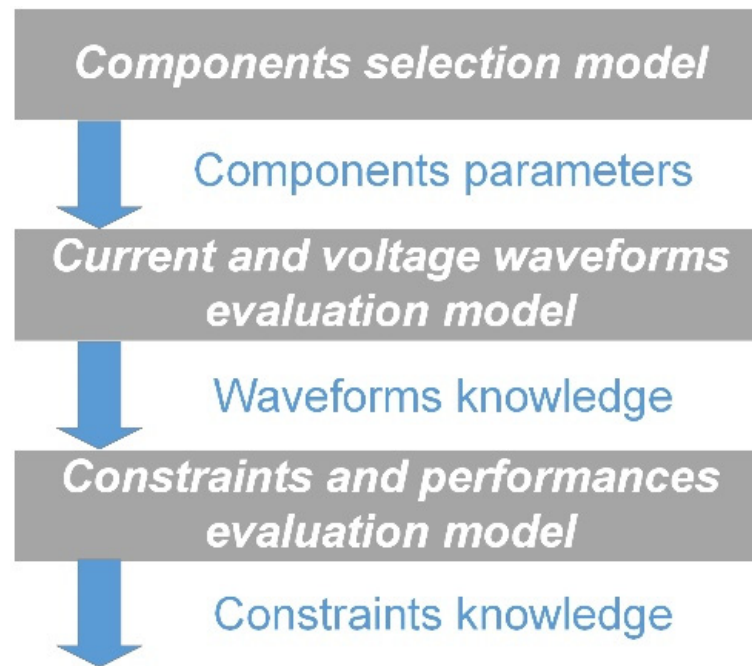 Components selection model
Components parameters
Current and voltage waveforms
evaluation model
Waveforms knowledge
Constraints and performances
evaluation model
Constraints knowledge